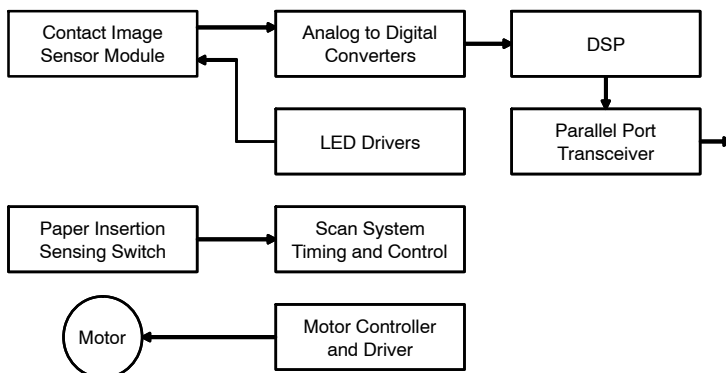 Contact Image
Sensor Module
Analog to Digital
Converters
DSP
LED Drivers
Parallel Port
Transceiver
Paper Insertion
Sensing Switch
Scan System
Timing and Control
Motor
Motor Controller
and Driver